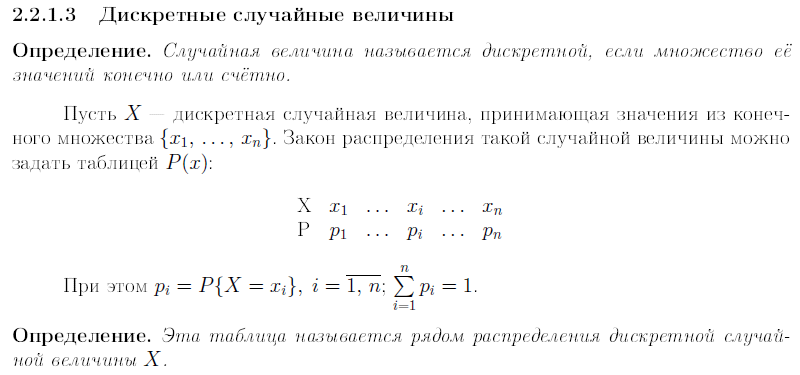 2.2.1.3 Дискретные случайные величины
Определение. Случайная величина называется дискретной, если множество её
значений конечно или счётно.
Пусть X — дискретная случайная величина, принимающая значения из конеч-
ного множества {x₁, …, xₙ}. Закон распределения такой случайной величины можно
задать таблицей P(x):
X x₁ … xᵢ … xₙ
P p₁ … pᵢ … pₙ
При этом pᵢ = P{X = xᵢ}, i = \overline{1, n}; \sum_{i=1}^{n} pᵢ = 1.
Определение. Эта таблица называется рядом распределения дискретной случай-
ной величины X.